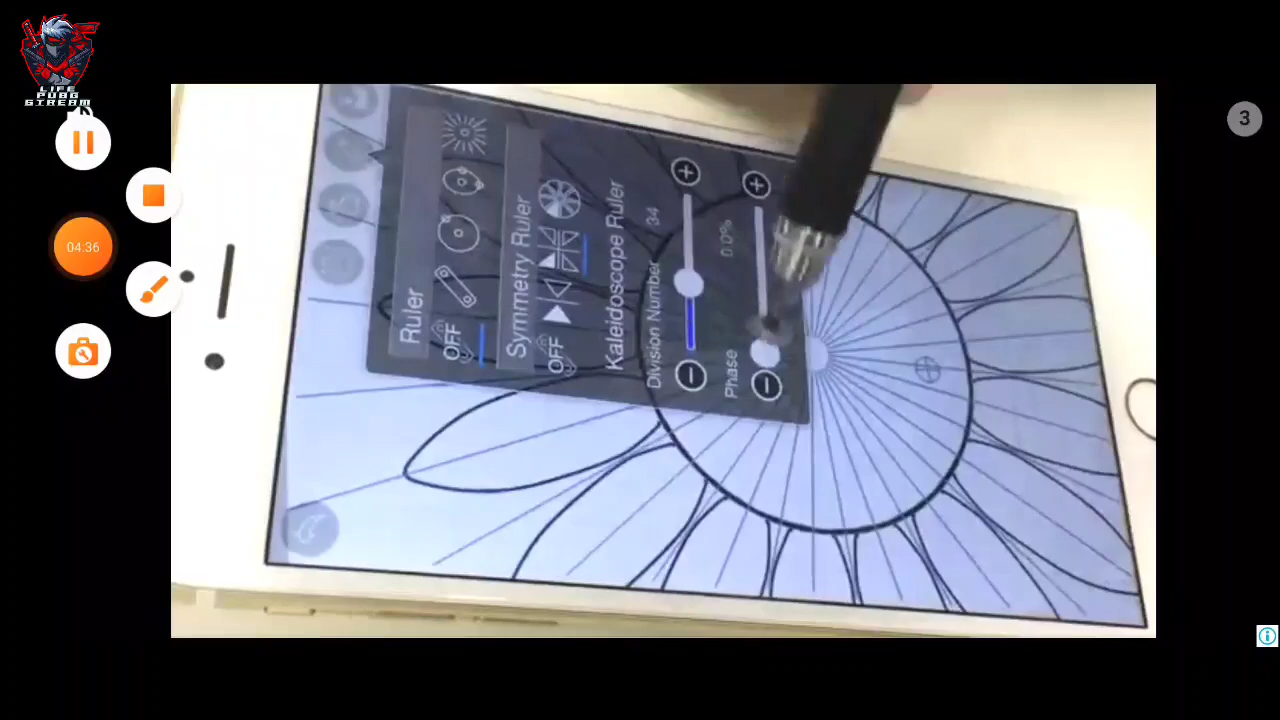 LIFE
PUBG
STREAM
3
04:36
Ruler
OFF
Symmetry Ruler
OFF
Kaleidoscope Ruler
Division Number 34
Phase 0.0%